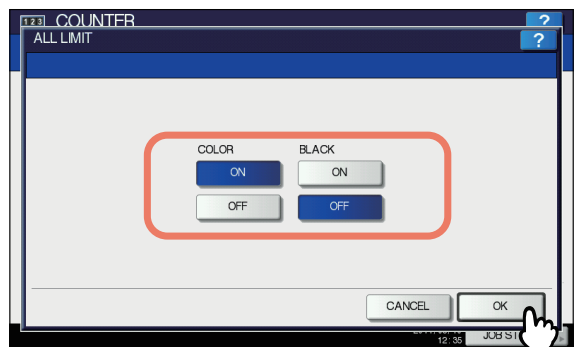 123 COUNTER ?
ALL LIMIT ?
COLOR BLACK
ON ON
OFF OFF
CANCEL OK
12:35 JOB ST